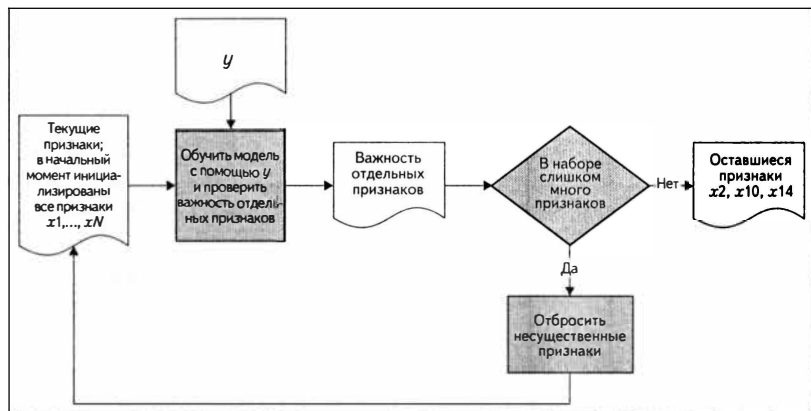 y
Текущие
признаки;
в начальный
момент инициа-
лизированы
все признаки
x1,..., xN
Обучить модель
с помощью y
и проверить
важность отдель-
ных признаков
Важность
отдельных
признаков
В наборе
слишком
много
признаков
Нет
Оставшиеся
признаки
x2, x10, x14
Да
Отбросить
несущественные
признаки